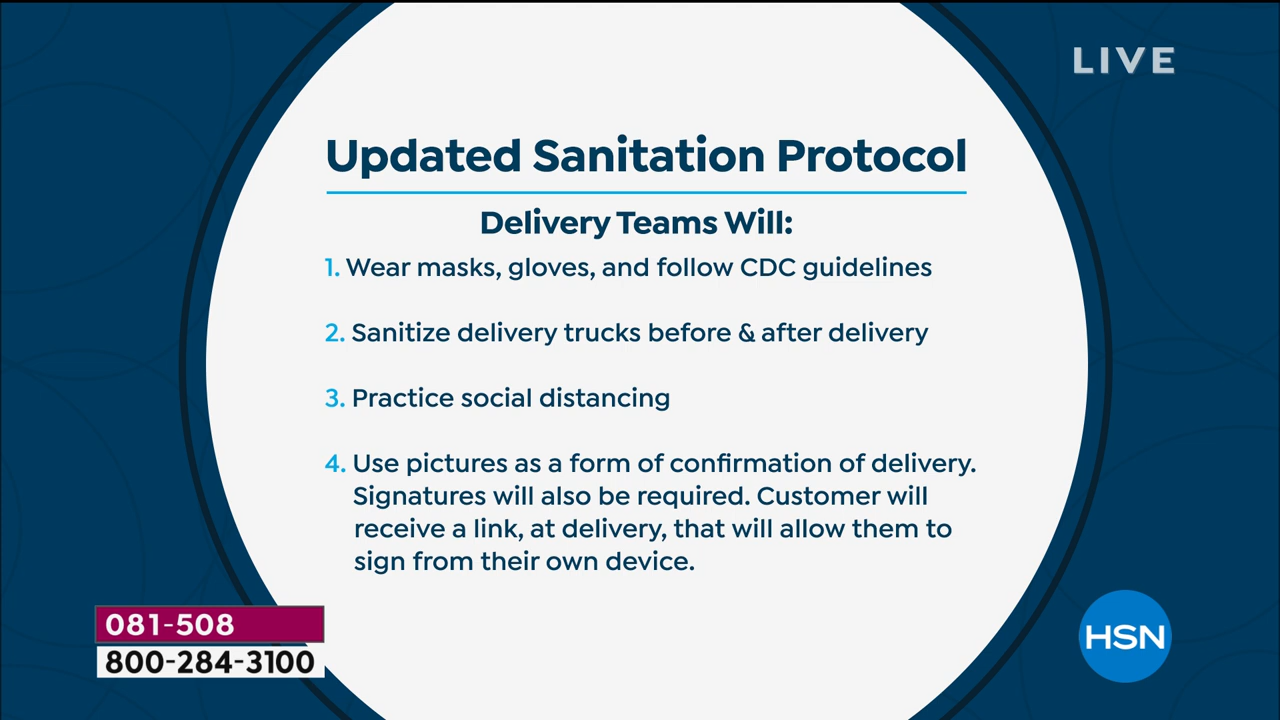 LIVE
Updated Sanitation Protocol
Delivery Teams Will:
1. Wear masks, gloves, and follow CDC guidelines
2. Sanitize delivery trucks before & after delivery
3. Practice social distancing
4. Use pictures as a form of confirmation of delivery.
Signatures will also be required. Customer will
receive a link, at delivery, that will allow them to
sign from their own device.
081-508
800-284-3100
HSN